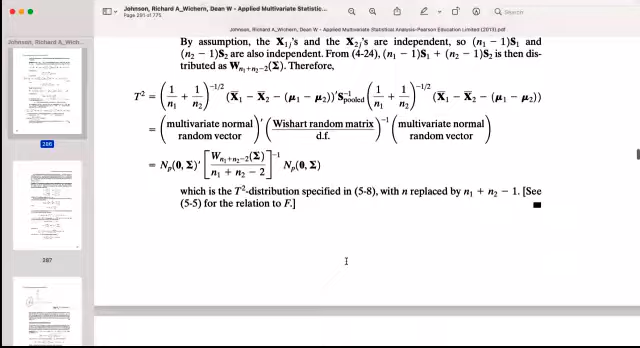 Johnson, Richard A_Wichern, Dean W - Applied Multivariate Statistic...
Page 291 of 775
Search
Johnson, Richard A_Wichern, Dean W - Applied Multivariate Statistical Analysis-Pearson Education Limited (2013).pdf
Johnson, Richard A_Wich...
286
287
By assumption, the X₁ⱼ's and the X₂ⱼ's are independent, so (n₁ − 1)S₁ and
(n₂ − 1)S₂ are also independent. From (4-24), (n₁ − 1)S₁ + (n₂ − 1)S₂ is then dis-
tributed as Wₙ₁₊ₙ₂₋₂(Σ). Therefore,
T² = (1/n₁ + 1/n₂)^(−1/2) (X̄₁ − X̄₂ − (μ₁ − μ₂))′S⁻¹pooled (1/n₁ + 1/n₂)^(−1/2) (X̄₁ − X̄₂ − (μ₁ − μ₂))
= (multivariate normal random vector)′ (Wishart random matrix / d.f.)⁻¹ (multivariate normal random vector)
= Nₚ(0, Σ)′ [Wₙ₁₊ₙ₂₋₂(Σ) / n₁ + n₂ − 2]⁻¹ Nₚ(0, Σ)
which is the T²-distribution specified in (5-8), with n replaced by n₁ + n₂ − 1. [See
(5-5) for the relation to F.]